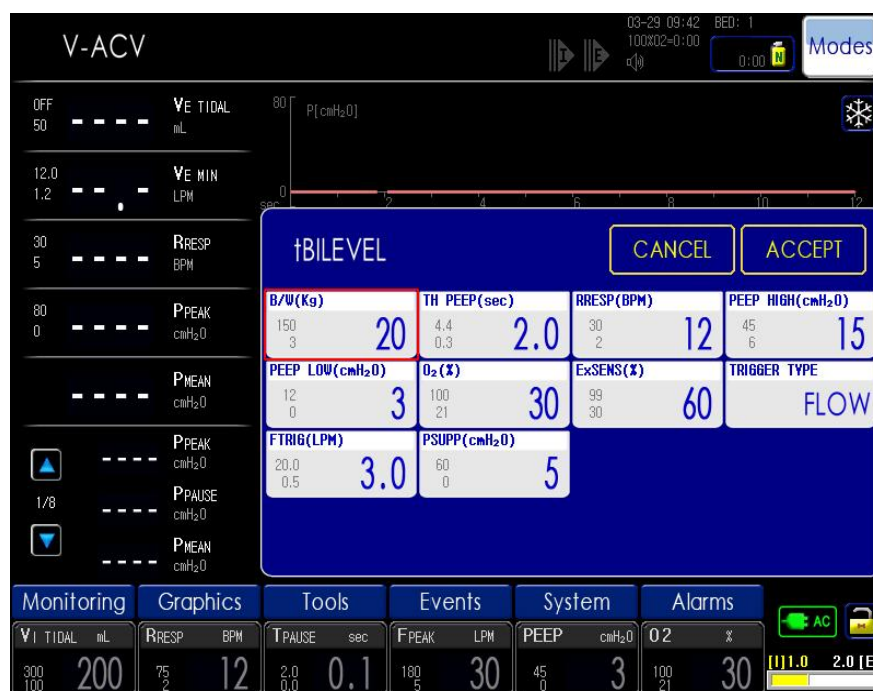 03-29 09:42 BED: 1
V-ACV
I E
100%O2=0:00
0:00 N
Modes
OFF
50
---- VE TIDAL
mL
12.0
1.2
--.- VE MIN
LPM
30
5
---- RRESP
BPM
80
0
---- PPEAK
cmH2O
---- PMEAN
cmH2O
---- PPEAK
cmH2O
1/8
---- PPAUSE
cmH2O
---- PMEAN
cmH2O
80 P[cmH2O]
0
sec 2 4 6 8 10 12
tBILEVEL CANCEL ACCEPT
B/W(Kg) TH PEEP(sec) RRESP(BPM) PEEP HIGH(cmH2O)
150 4.4 30 45
3 0.3 2 6
20 2.0 12 15
PEEP LOW(cmH2O) O2(%) ExSENS(%) TRIGGER TYPE
12 100 99
0 21 30
3 30 60 FLOW
FTRIG(LPM) PSUPP(cmH2O)
20.0 60
0.5 0
3.0 5
Monitoring Graphics Tools Events System Alarms
AC
VI TIDAL mL RRESP BPM TPAUSE sec FPEAK LPM PEEP cmH2O O2 %
300 75 2.0 180 45 100
100 2 0.0 5 0 21
200 12 0.1 30 3 30
[I]1.0 2.0 [E